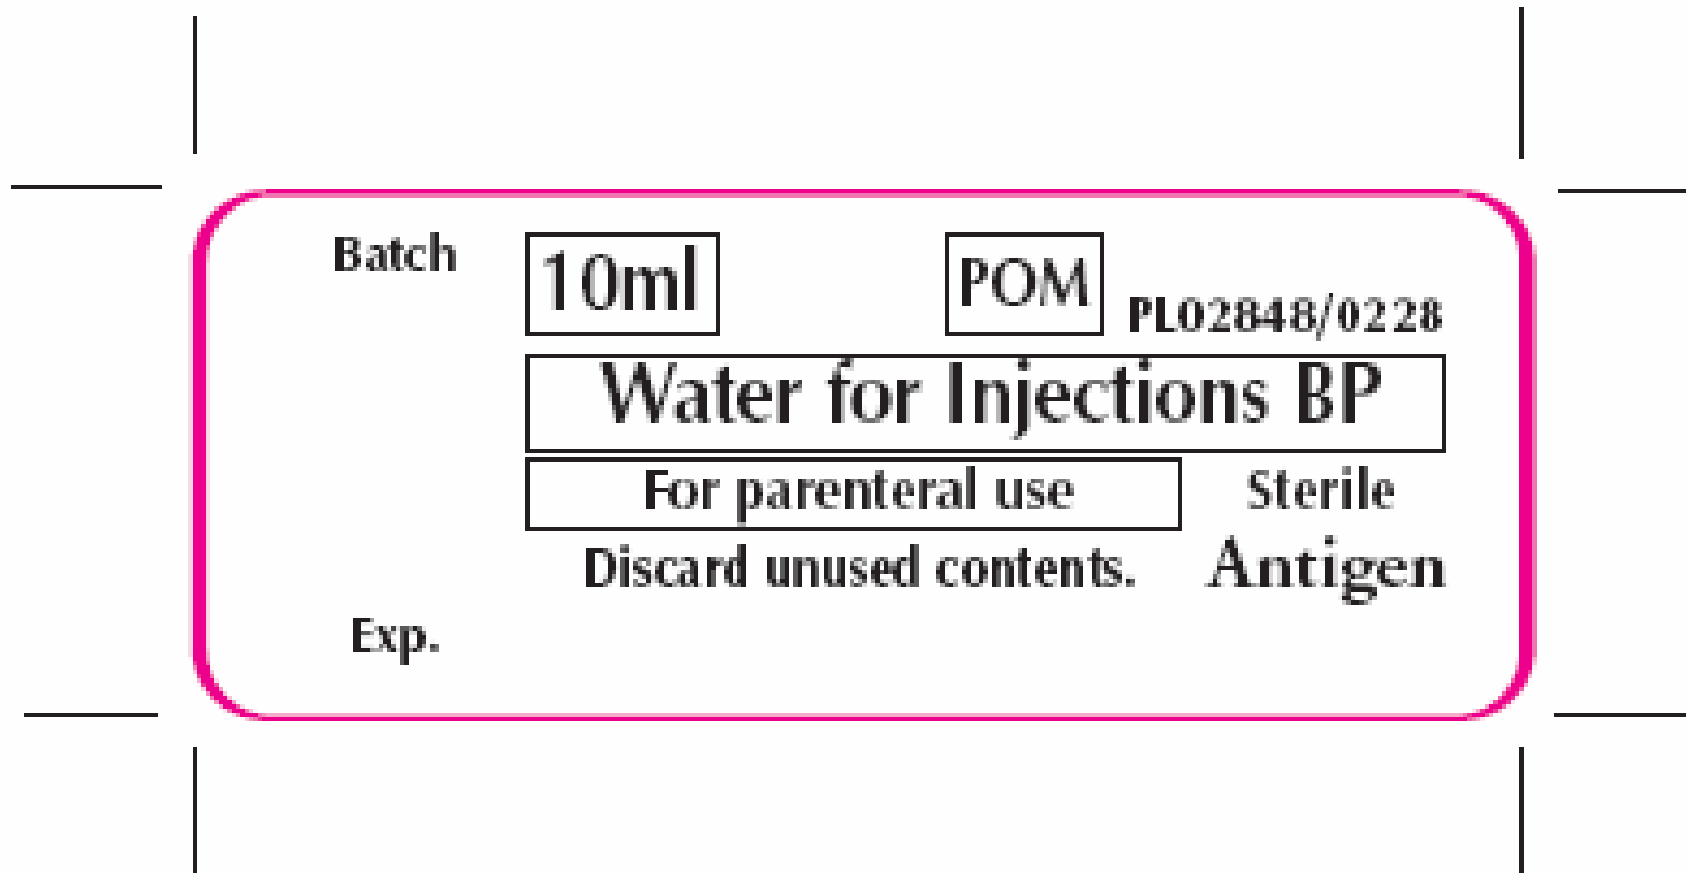 Batch
10ml
POM
PL02848/0228
Water for Injections BP
For parenteral use
Sterile
Discard unused contents.
Antigen
Exp.